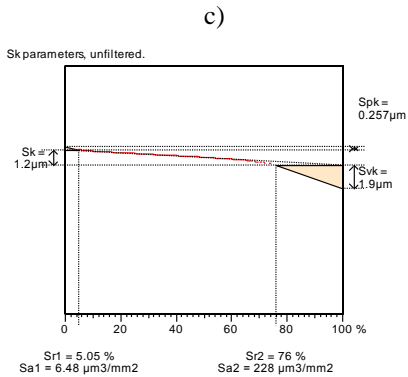 c)
Sk parameters, unfiltered.
Spk =
0.257µm
Sk =
1.2µm
Svk =
1.9µm
0 20 40 60 80 100 %
Sr1 = 5.05 % Sr2 = 76 %
Sa1 = 6.48 µm3/mm2 Sa2 = 228 µm3/mm2